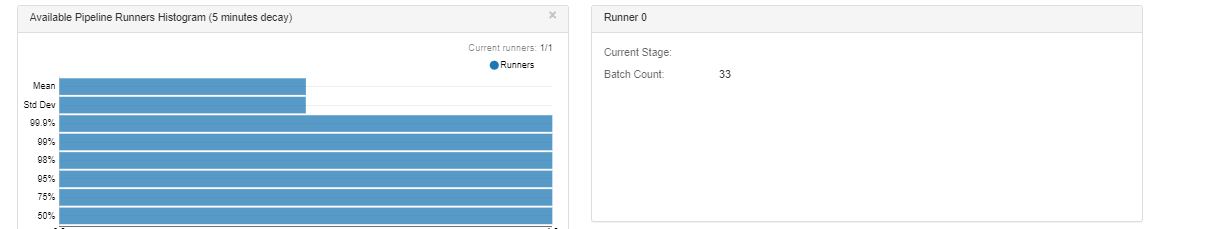 Available Pipeline Runners Histogram (5 minutes decay)
×
Current runners: 1/1
Runners
Mean
Std Dev
99.9%
99%
98%
95%
75%
50%
Runner 0
Current Stage:
Batch Count: 33